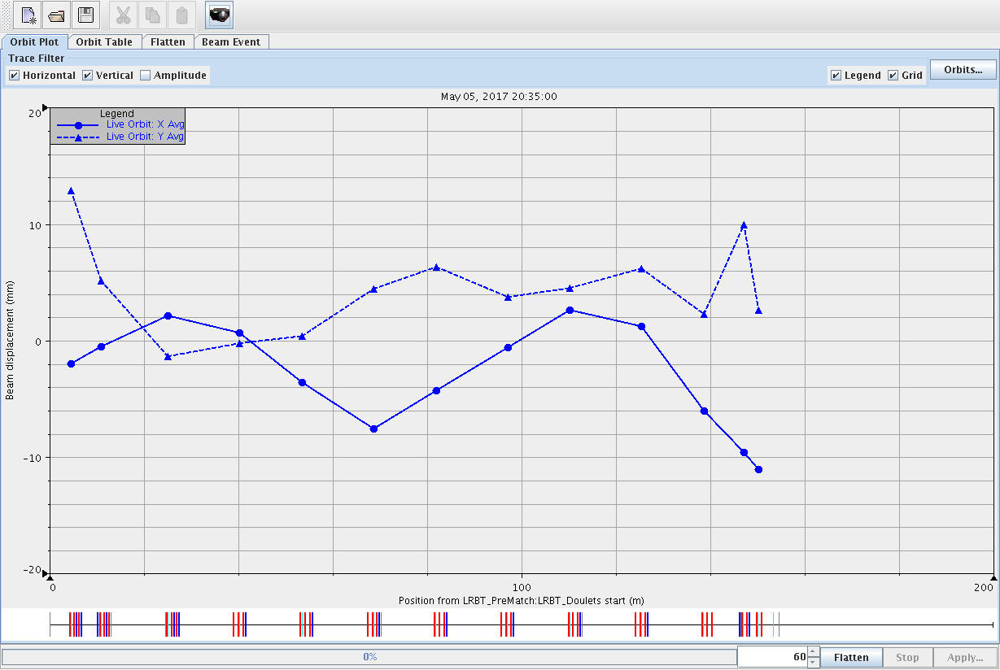 Orbit Plot Orbit Table Flatten Beam Event
Trace Filter
Horizontal Vertical Amplitude Legend Grid Orbits...
May 05, 2017 20:35:00
Legend
Live Orbit: X Avg
Live Orbit: Y Avg
20
10
0
-10
-20
Beam displacement (mm)
0 100 200
Position from LRBT_PreMatch:LRBT_Doulets start (m)
0% 60 Flatten Stop Apply...